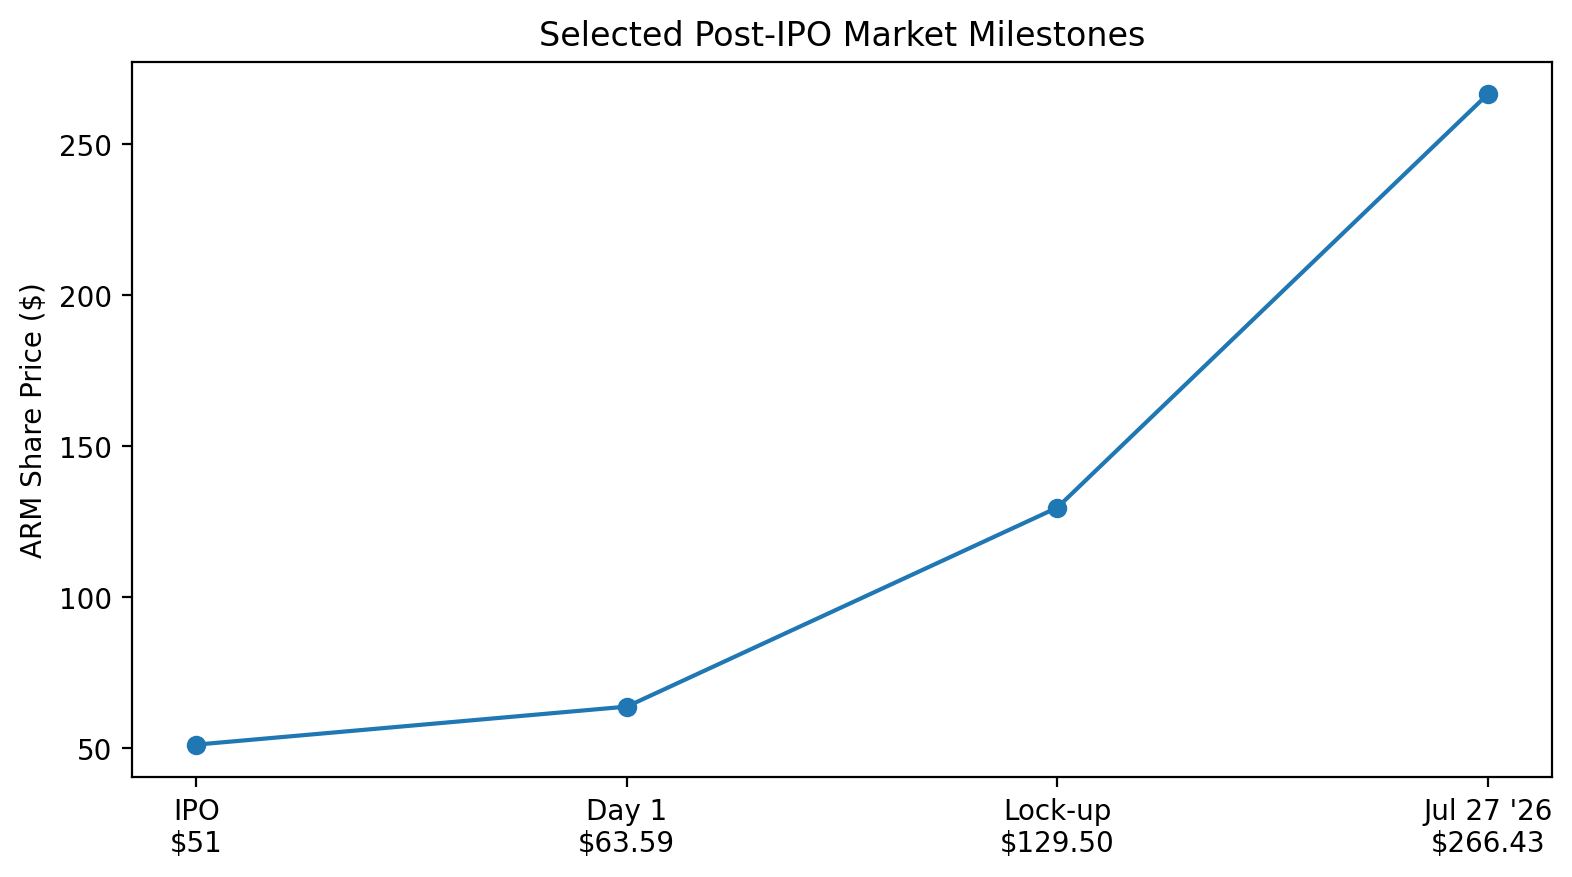 Selected Post-IPO Market Milestones
ARM Share Price ($)
250
200
150
100
50
IPO
$51
Day 1
$63.59
Lock-up
$129.50
Jul 27 '26
$266.43